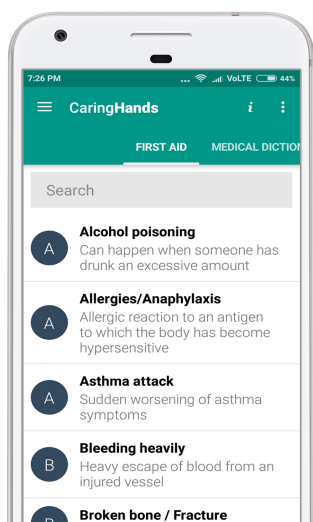 7:26 PM ... VoLTE 44%
CaringHands
FIRST AID MEDICAL DICTION
Search
A Alcohol poisoning
Can happen when someone has
drunk an excessive amount
Allergies/Anaphylaxis
A Allergic reaction to an antigen
to which the body has become
hypersensitive
Asthma attack
A Sudden worsening of asthma
symptoms
Bleeding heavily
B Heavy escape of blood from an
injured vessel
Broken bone / Fracture
B